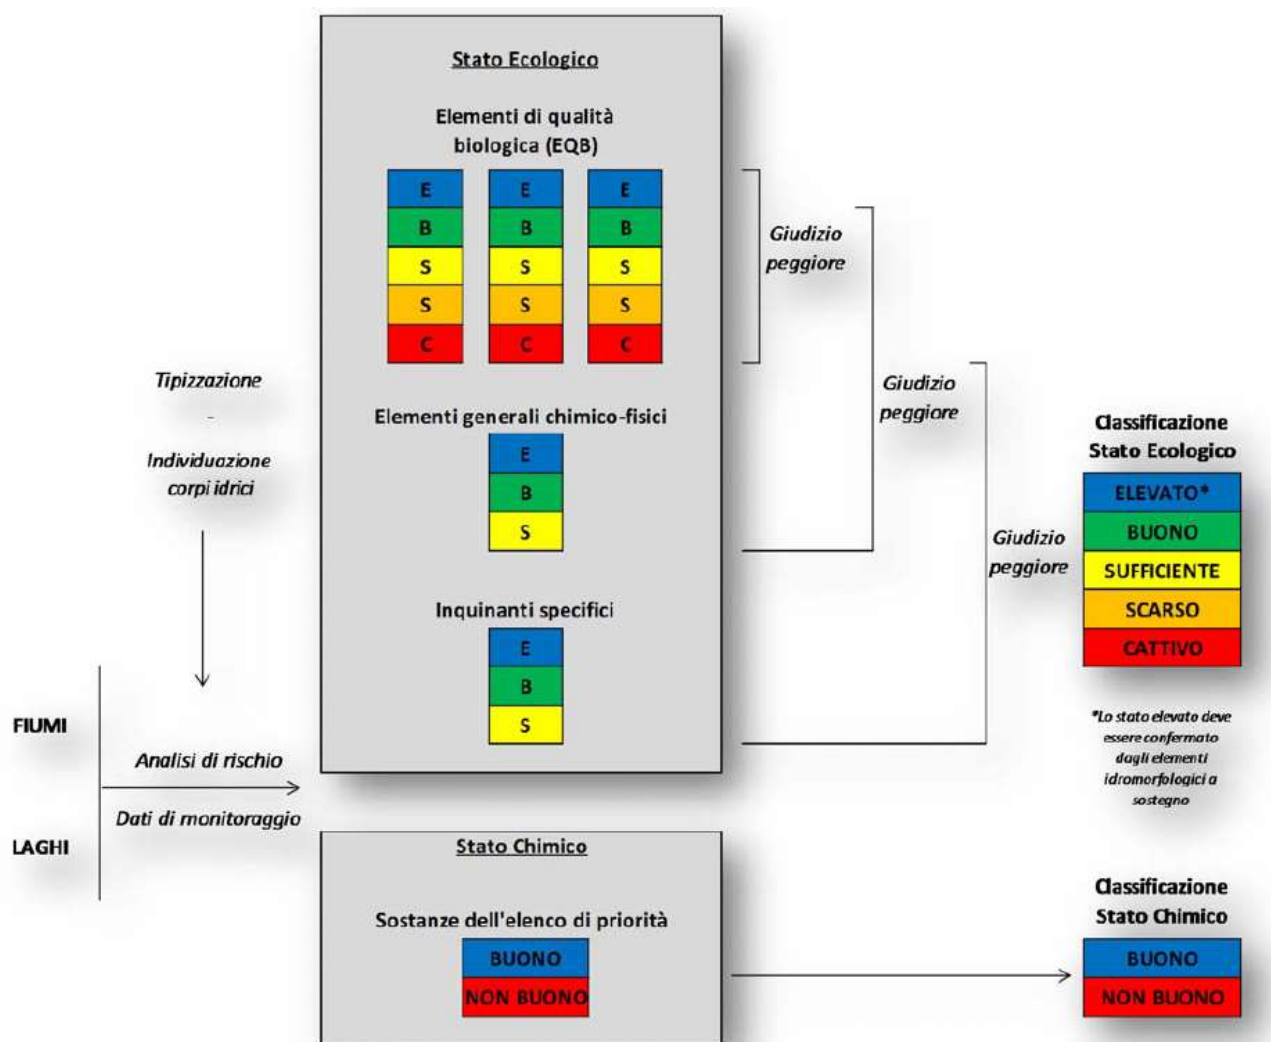 Stato Ecologico
Elementi di qualità
biologica (EQB)
E E E
B B B
S S S
S S S
C C C
Giudizio
peggiore
Elementi generali chimico-fisici
E
B
S
Giudizio
peggiore
Inquinanti specifici
E
B
S
Giudizio
peggiore
Tipizzazione
-
Individuazione
corpi idrici
FIUMI
LAGHI
Analisi di rischio
Dati di monitoraggio
Classificazione
Stato Ecologico
ELEVATO*
BUONO
SUFFICIENTE
SCARSO
CATTIVO
*Lo stato elevato deve
essere confermato
dagli elementi
idromorfologici a
sostegno
Stato Chimico
Sostanze dell'elenco di priorità
BUONO
NON BUONO
Classificazione
Stato Chimico
BUONO
NON BUONO